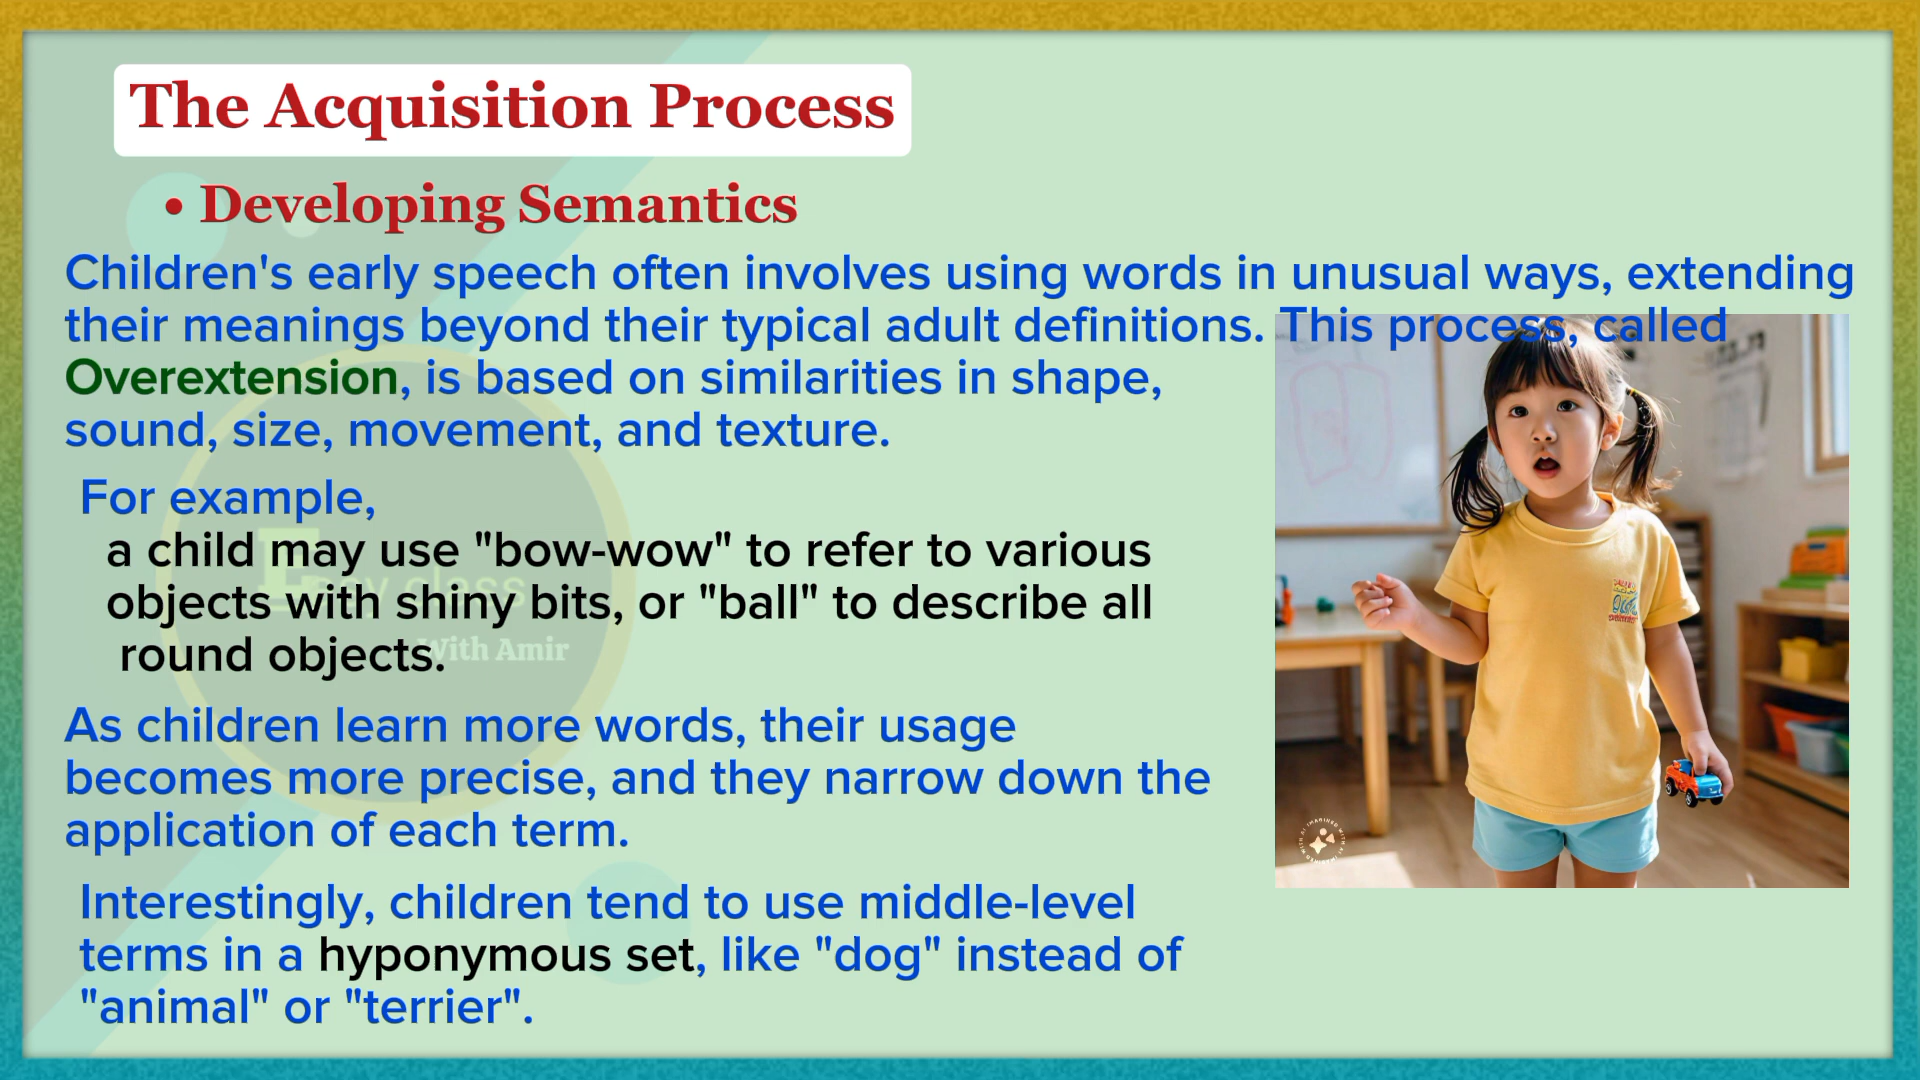 The Acquisition Process
• Developing Semantics
Children's early speech often involves using words in unusual ways, extending
their meanings beyond their typical adult definitions. This process, called
Overextension, is based on similarities in shape,
sound, size, movement, and texture.
For example,
a child may use "bow-wow" to refer to various
objects with shiny bits, or "ball" to describe all
round objects.
Easy class
With Amir
As children learn more words, their usage
becomes more precise, and they narrow down the
application of each term.
Interestingly, children tend to use middle-level
terms in a hyponymous set, like "dog" instead of
"animal" or "terrier".